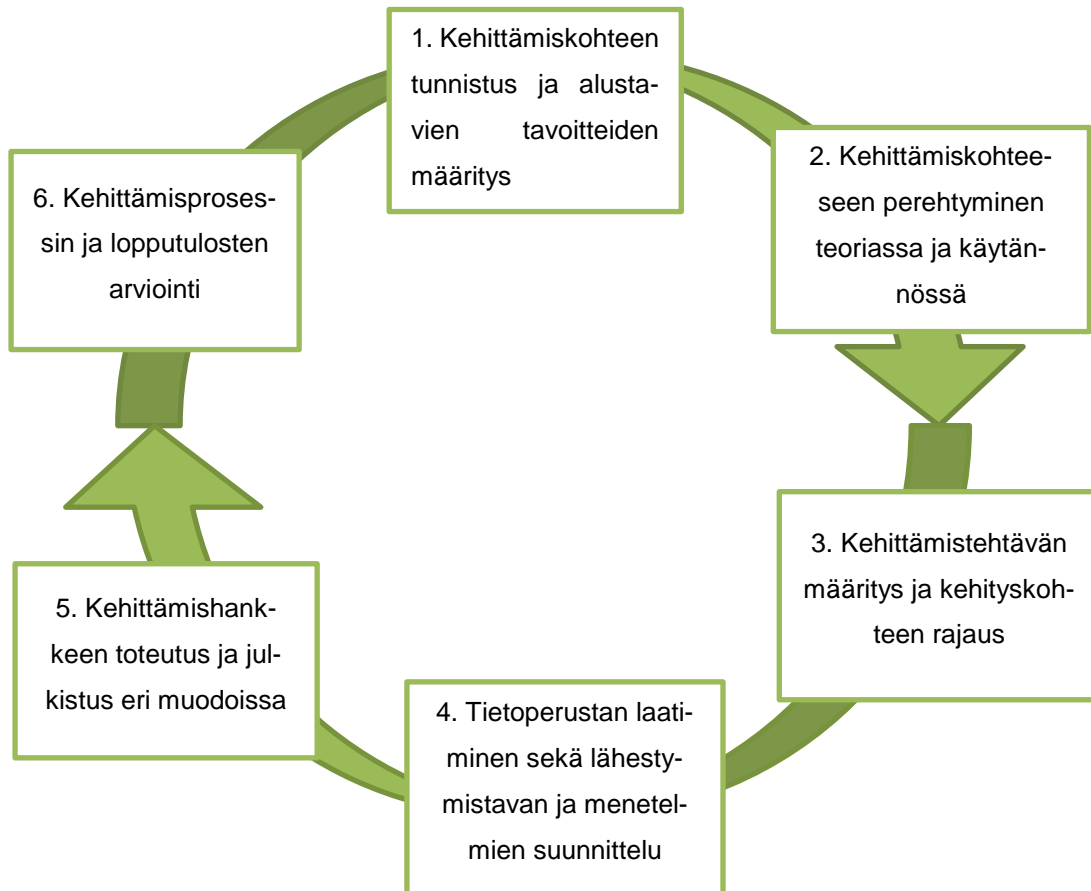 1. Kehittämiskohteen
tunnistus ja alusta-
vien tavoitteiden
määritys
2. Kehittämiskohtee-
seen perehtyminen
teoriassa ja käytän-
nössä
3. Kehittämistehtävän
määritys ja kehityskoh-
teen rajaus
4. Tietoperustan laati-
minen sekä lähesty-
mistavan ja menetel-
mien suunnittelu
5. Kehittämishank-
keen toteutus ja jul-
kistus eri muodoissa
6. Kehittämisproses-
sin ja lopputulosten
arviointi